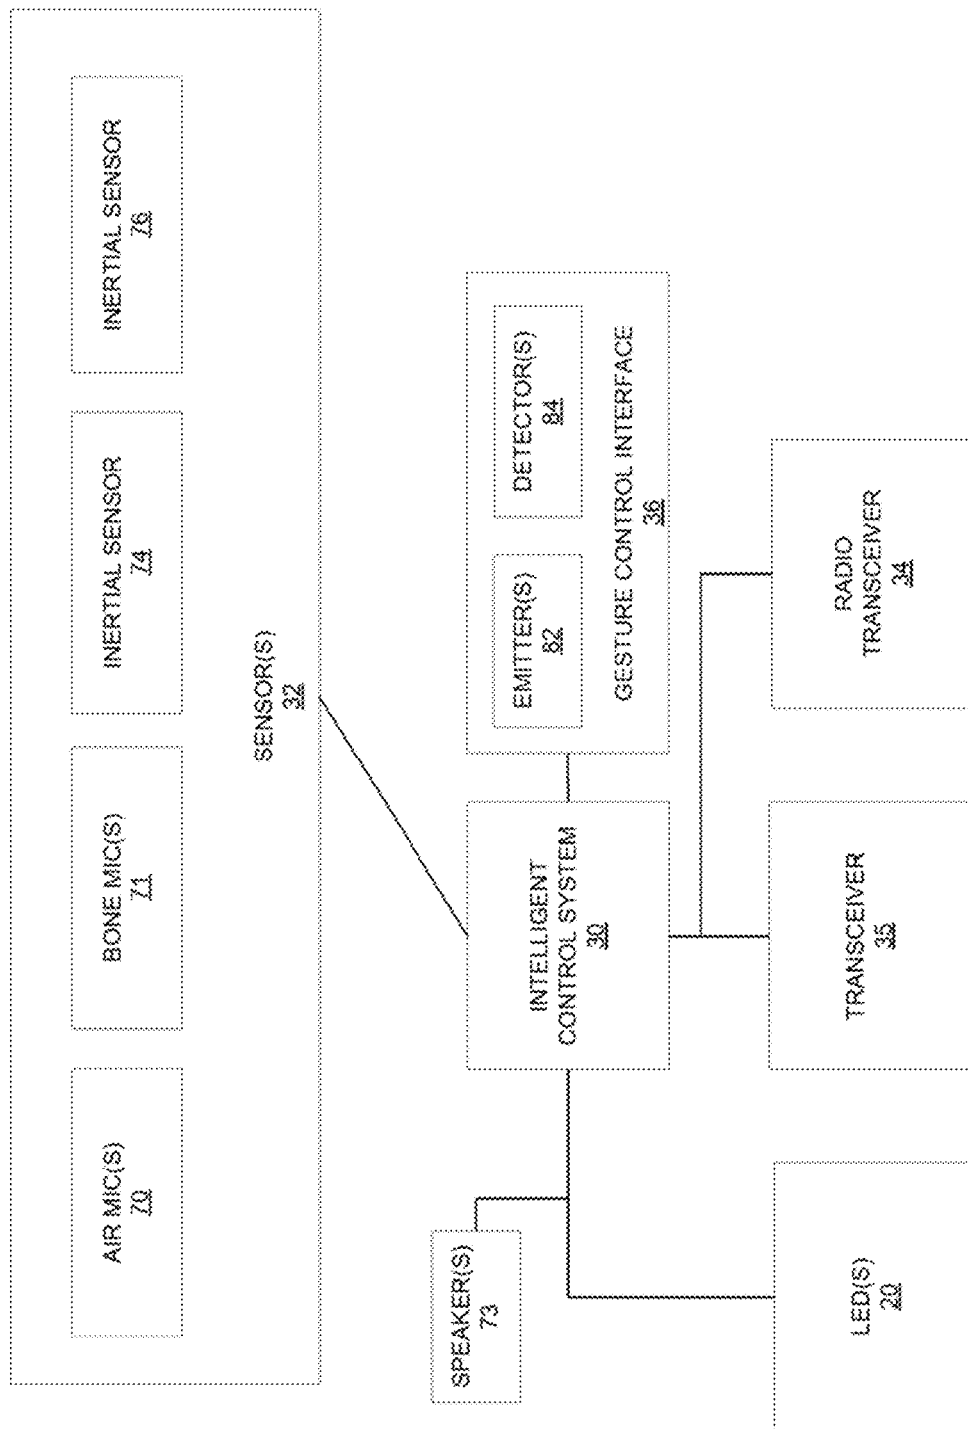 AIR MIC(S)
70
BONE MIC(S)
71
INERTIAL SENSOR
74
INERTIAL SENSOR
76
SENSOR(S)
32
SPEAKER(S)
73
INTELLIGENT
CONTROL SYSTEM
30
EMITTER(S)
82
DETECTOR(S)
84
GESTURE CONTROL INTERFACE
36
LED(S)
20
TRANSCEIVER
35
RADIO
TRANSCEIVER
34